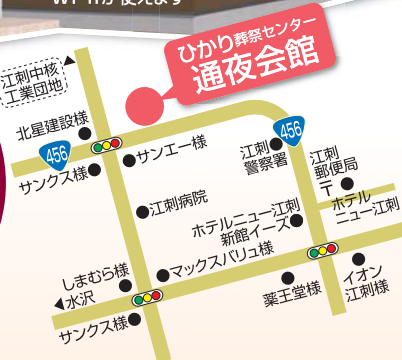 Wi-Fiが使えます
ひかり葬祭センター
通夜会館
江刺中核
工業団地
北星建設様
456
サンクス様
サンエー様
456
江刺
警察署
江刺
郵便局
〒
ホテル
ニュー江刺
江刺病院
ホテルニュー江刺
新館イーズ
マックスバリュ様
しまむら様
水沢
サンクス様
薬王堂様
イオン
江刺様